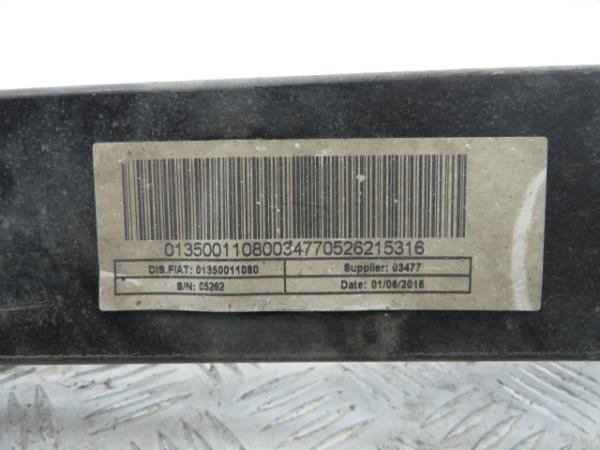 01350011080034770526215316
DIS.FIAT: 01350011080 Supplier: 03477
S/N: 05262 Date: 01/06/2016